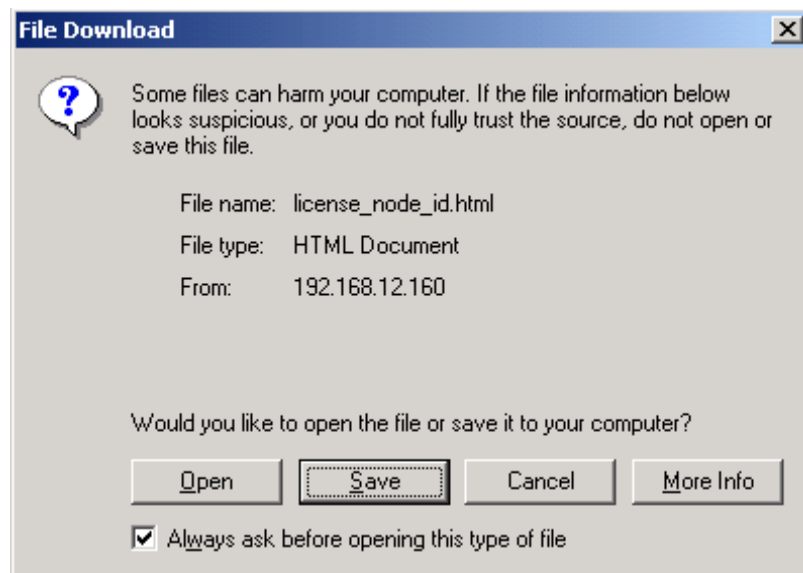 File Download
Some files can harm your computer. If the file information below
looks suspicious, or you do not fully trust the source, do not open or
save this file.
File name: license_node_id.html
File type: HTML Document
From: 192.168.12.160
Would you like to open the file or save it to your computer?
Open Save Cancel More Info
Always ask before opening this type of file